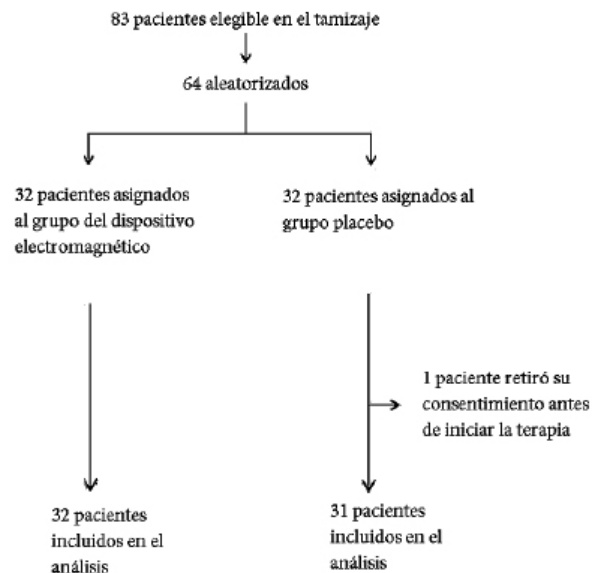 83 pacientes elegible en el tamizaje
64 aleatorizados
32 pacientes asignados
al grupo del dispositivo
electromagnético
32 pacientes asignados al
grupo placebo
1 paciente retiró su
consentimiento antes
de iniciar la terapia
32 pacientes
incluidos en el
análisis
31 pacientes
incluidos en el
análisis